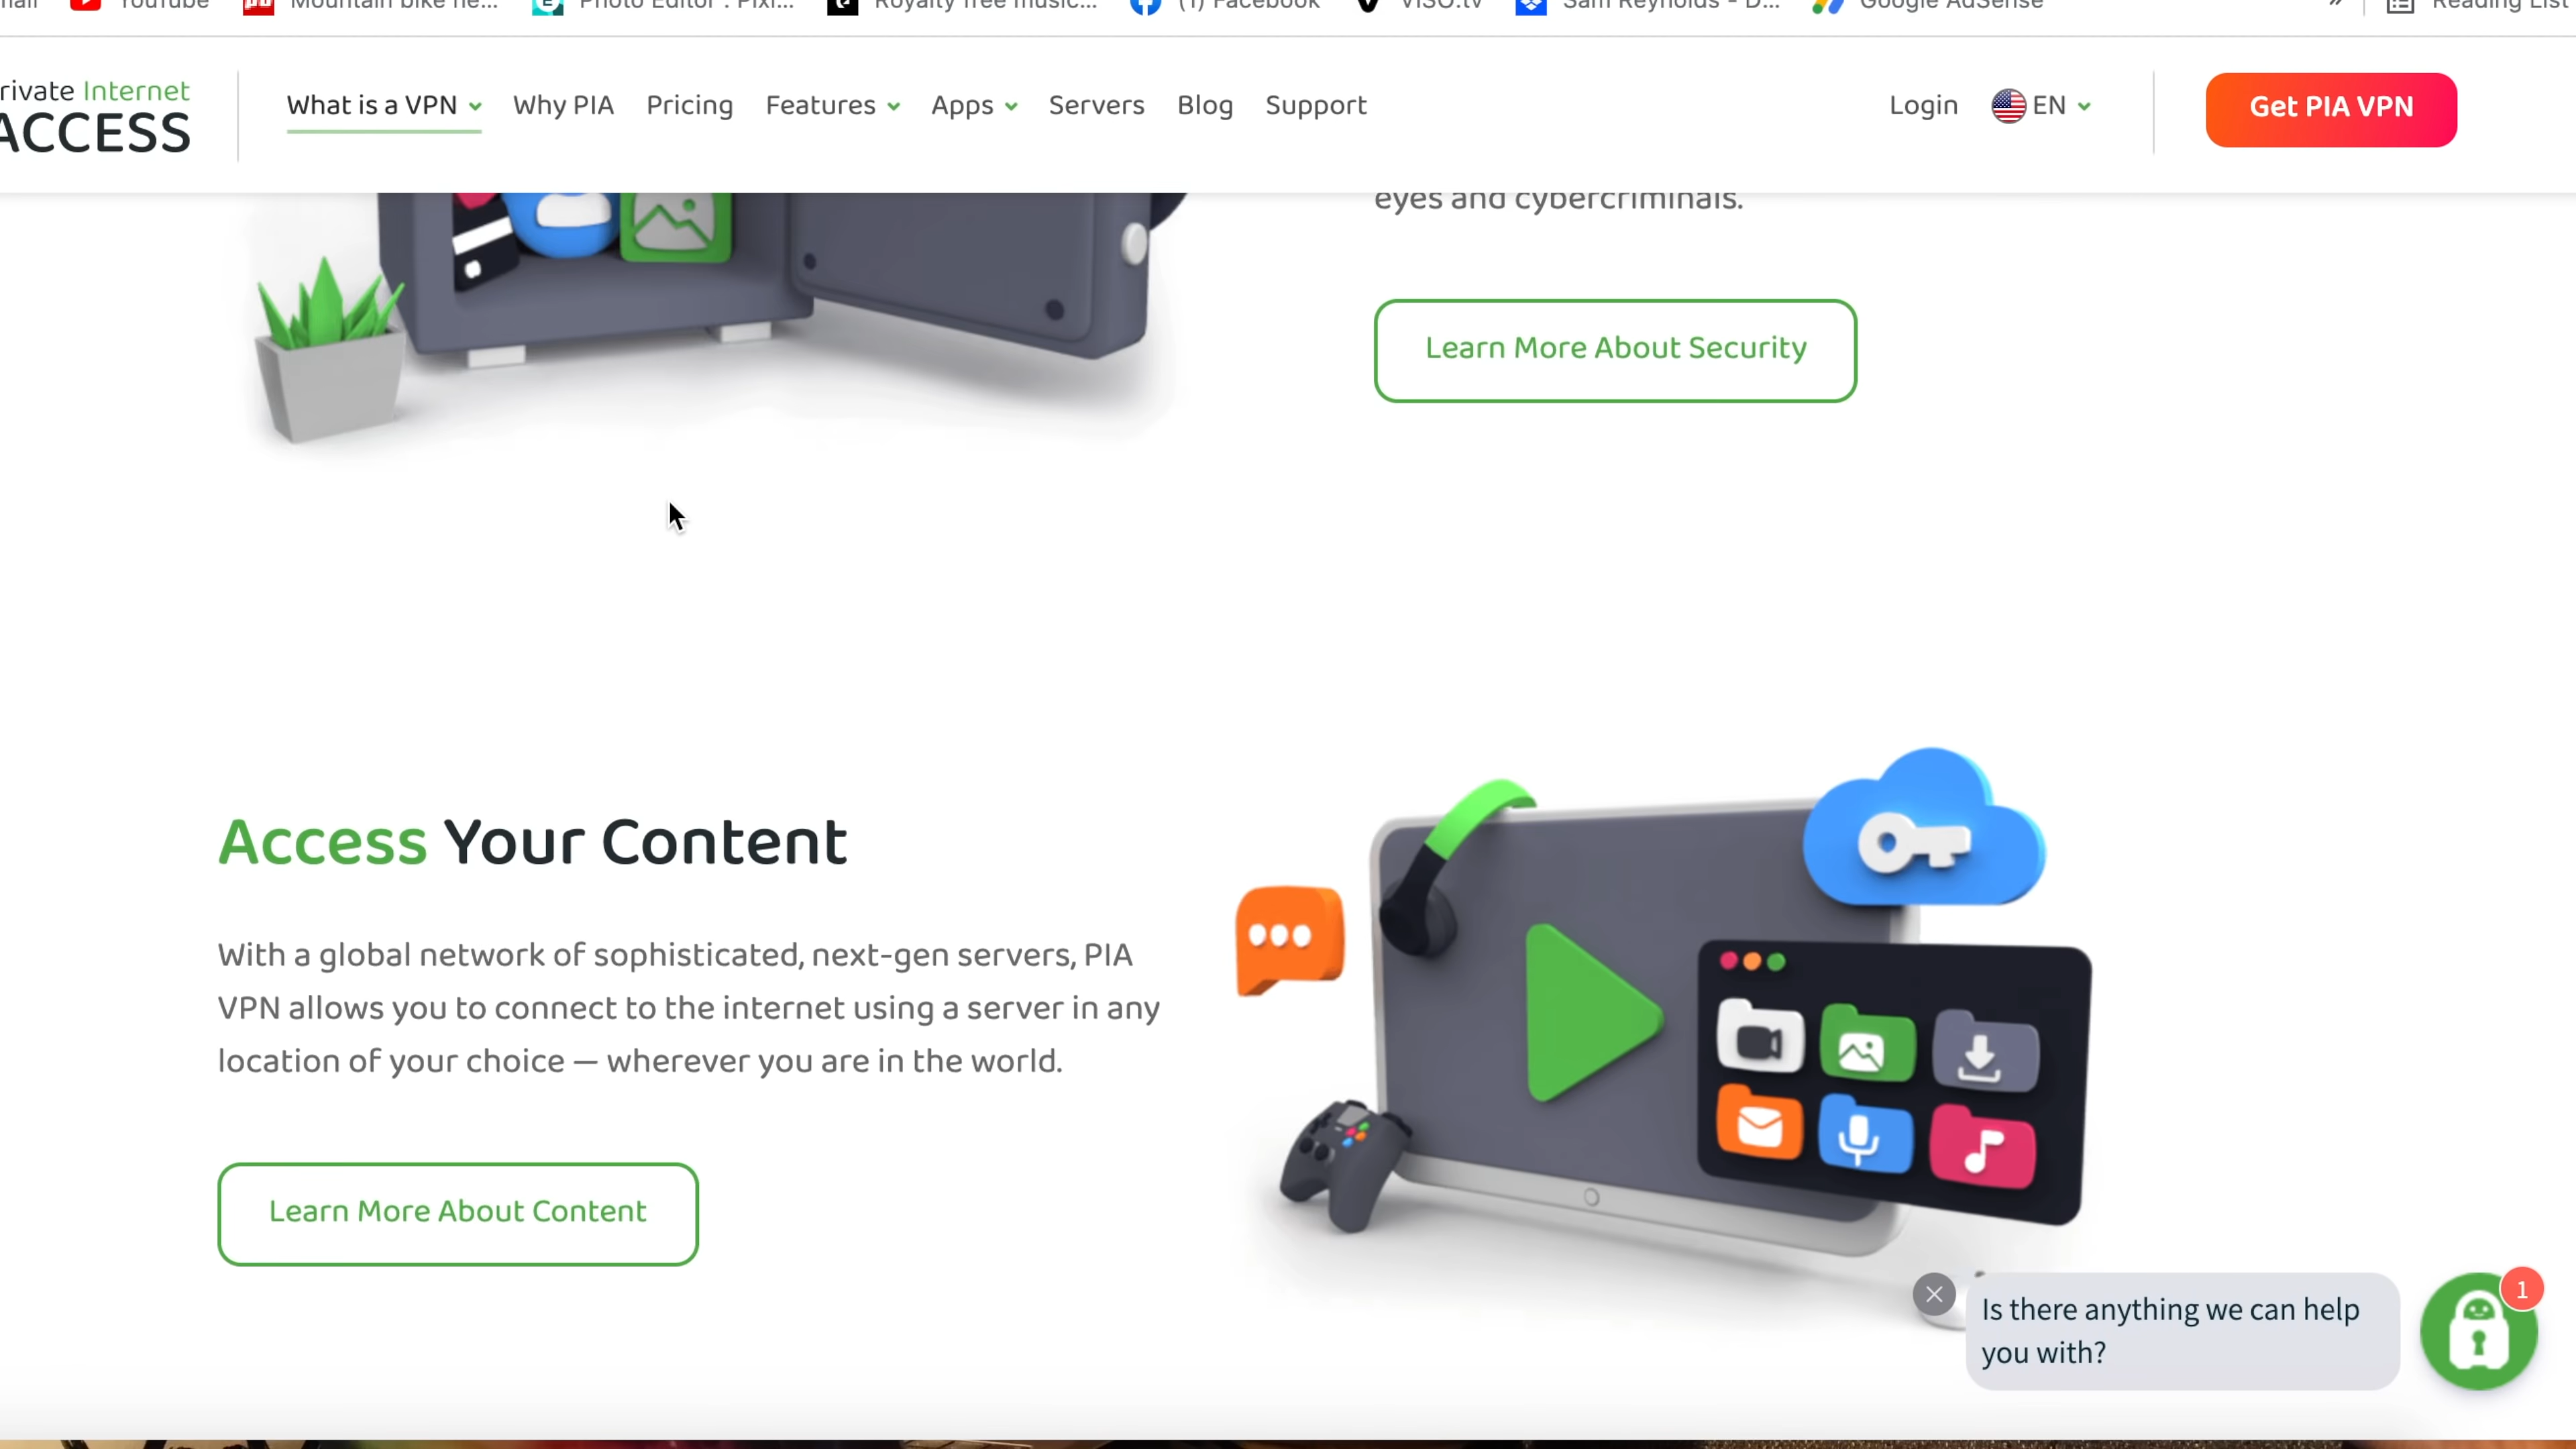 YouTube Mountain bike ne... Photo Editor : Pixl... Royalty free music... (1) Facebook VISO.tv Sam Reynolds - D... Google AdSense » Reading List
rivate Internet
ACCESS
What is a VPN Why PIA Pricing Features Apps Servers Blog Support Login EN Get PIA VPN
eyes and cybercriminals.
Learn More About Security
Access Your Content
With a global network of sophisticated, next-gen servers, PIA
VPN allows you to connect to the internet using a server in any
location of your choice — wherever you are in the world.
Learn More About Content
1
Is there anything we can help
you with?